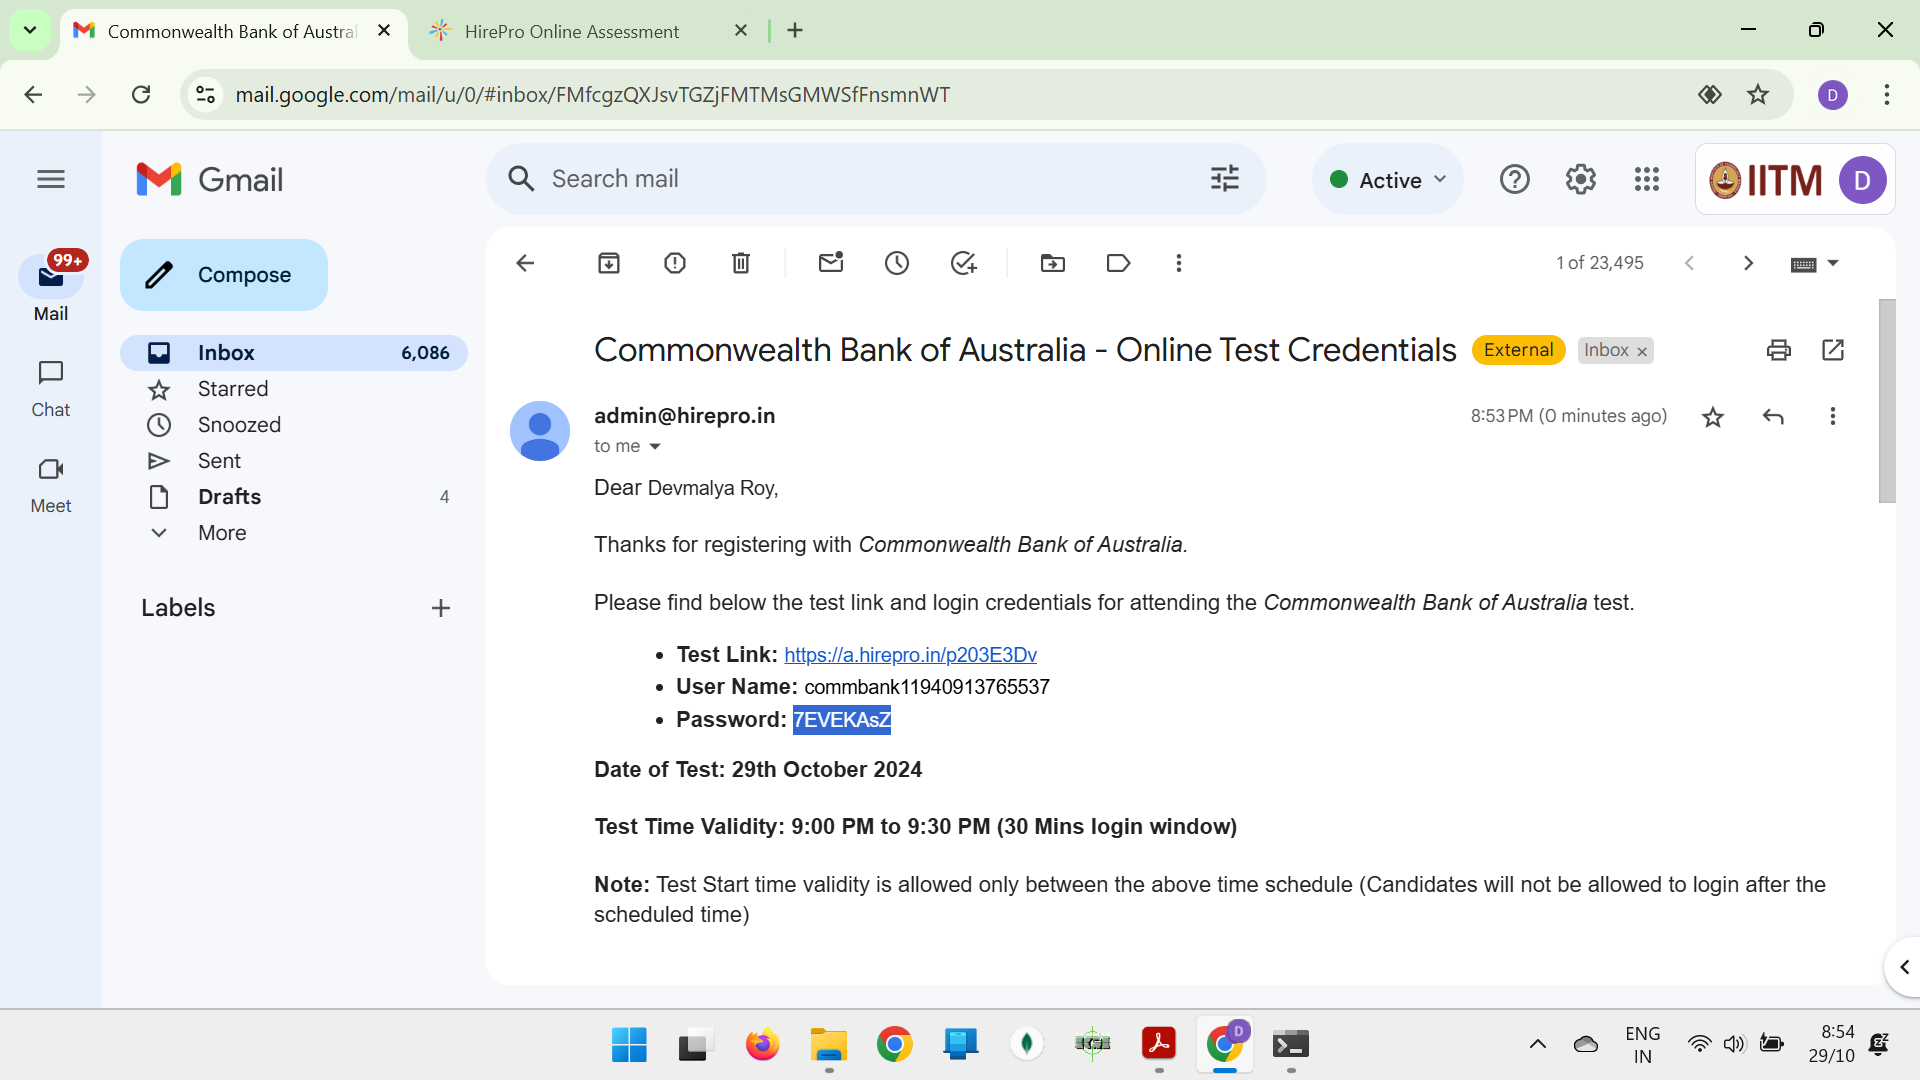 Commonwealth Bank of Austral
HirePro Online Assessment
mail.google.com/mail/u/0/#inbox/FMfcgzQXJsvTGZjFMTMsGMWSfFnsmnWT
D
Gmail
Search mail
Active
IITM
D
99+
Mail
Chat
Meet
Compose
Inbox 6,086
Starred
Snoozed
Sent
Drafts 4
More
Labels
1 of 23,495
Commonwealth Bank of Australia - Online Test Credentials External Inbox
admin@hirepro.in 8:53 PM (0 minutes ago)
to me
Dear Devmalya Roy,
Thanks for registering with Commonwealth Bank of Australia.
Please find below the test link and login credentials for attending the Commonwealth Bank of Australia test.
Test Link: https://a.hirepro.in/p203E3Dv
User Name: commbank11940913765537
Password: 7EVEKAsZ
Date of Test: 29th October 2024
Test Time Validity: 9:00 PM to 9:30 PM (30 Mins login window)
Note: Test Start time validity is allowed only between the above time schedule (Candidates will not be allowed to login after the
scheduled time)
D
ENG
IN
8:54
29/10